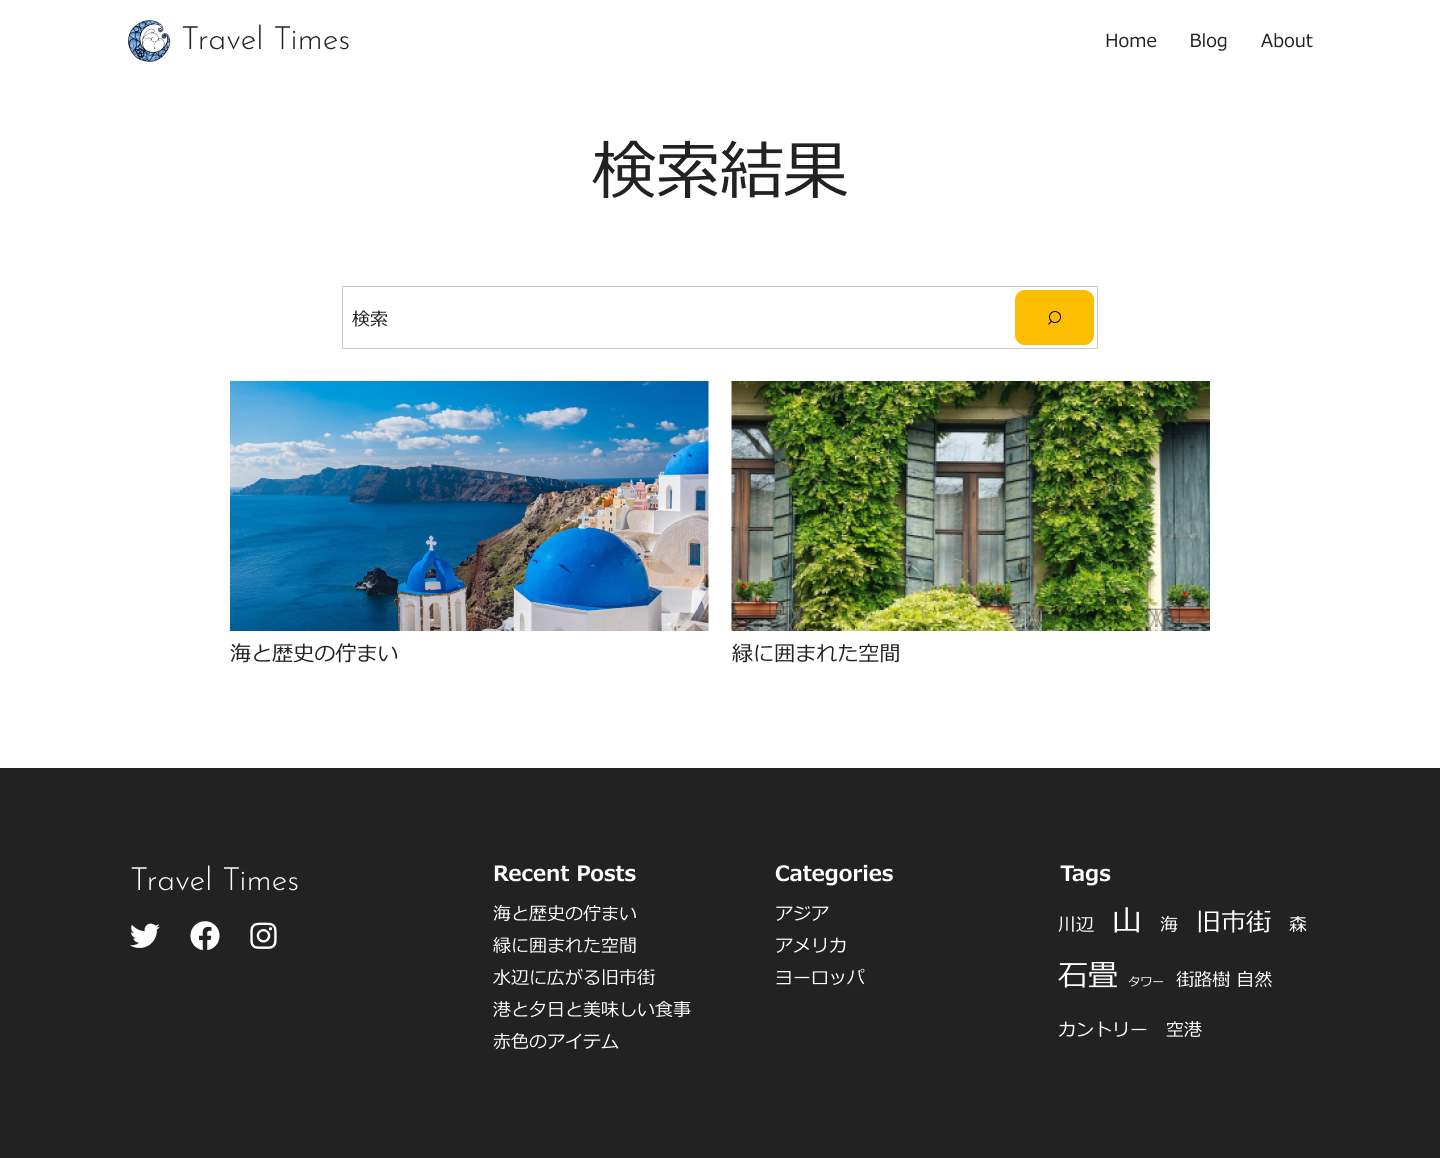 Travel Times
Home Blog About
検索結果
検索
海と歴史の佇まい
緑に囲まれた空間
Travel Times
Recent Posts
海と歴史の佇まい
緑に囲まれた空間
水辺に広がる旧市街
港と夕日と美味しい食事
赤色のアイテム
Categories
アジア
アメリカ
ヨーロッパ
Tags
川辺 山 海 旧市街 森
石畳 タワー 街路樹 自然
カントリー 空港